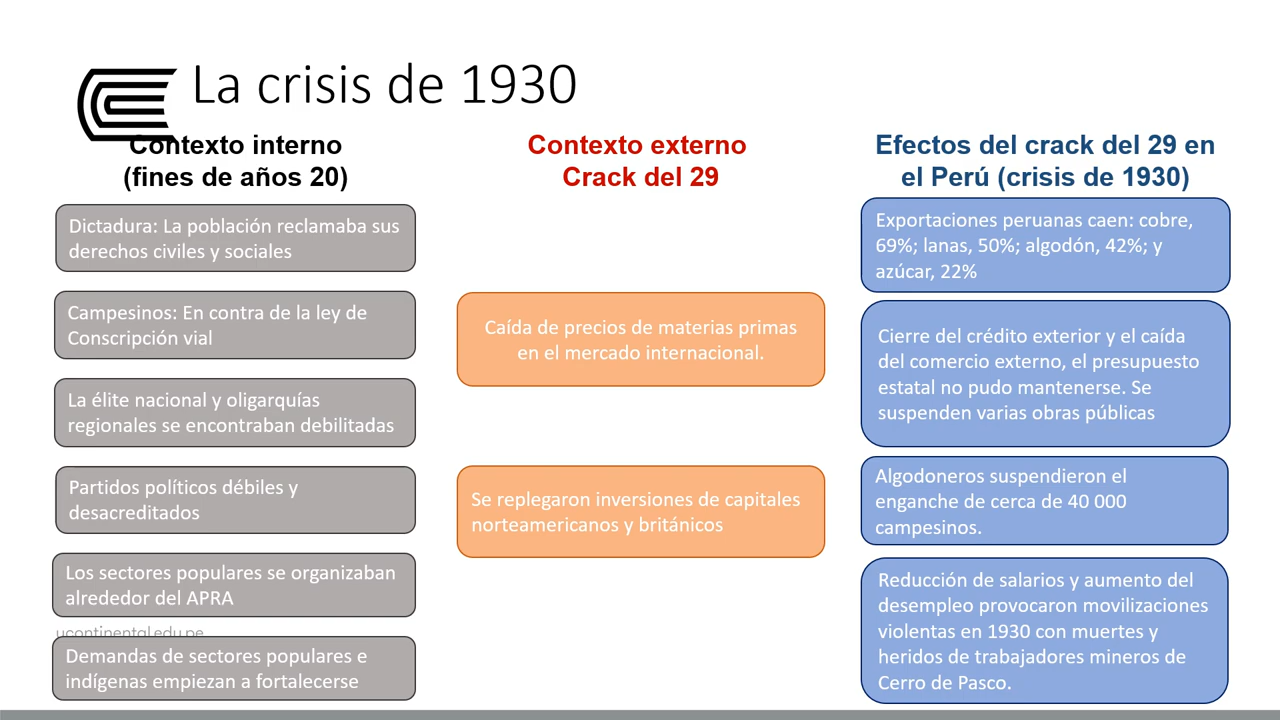 La crisis de 1930
Contexto interno
(fines de años 20)
Dictadura: La población reclamaba sus
derechos civiles y sociales
Campesinos: En contra de la ley de
Conscripción vial
La élite nacional y oligarquías
regionales se encontraban debilitadas
Partidos políticos débiles y
desacreditados
Los sectores populares se organizaban
alrededor del APRA
ucontinental.edu.pe
Demandas de sectores populares e
indígenas empiezan a fortalecerse
Contexto externo
Crack del 29
Caída de precios de materias primas
en el mercado internacional.
Se replegaron inversiones de capitales
norteamericanos y británicos
Efectos del crack del 29 en
el Perú (crisis de 1930)
Exportaciones peruanas caen: cobre,
69%; lanas, 50%; algodón, 42%; y
azúcar, 22%
Cierre del crédito exterior y el caída
del comercio externo, el presupuesto
estatal no pudo mantenerse. Se
suspenden varias obras públicas
Algodoneros suspendieron el
enganche de cerca de 40 000
campesinos.
Reducción de salarios y aumento del
desempleo provocaron movilizaciones
violentas en 1930 con muertes y
heridos de trabajadores mineros de
Cerro de Pasco.